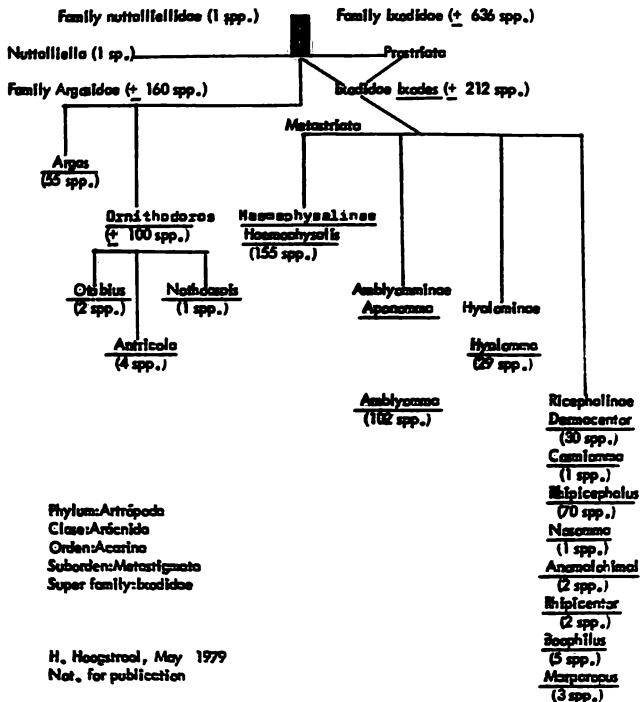 Family nuttalliellidae (1 spp.)
Family Ixodidae (± 636 spp.)
Nuttalliella (1 sp.)
Prostriata
Family Argasidae (± 160 spp.)
Ixodidae Ixodes (± 212 spp.)
Metastriata
Argas
(55 spp.)
Ornithodoros
(± 100 spp.)
Haemaphysalinae
Haemaphysalis
(155 spp.)
Otobius
(2 spp.)
Nothoaspis
(1 spp.)
Amblyomminae
Aponomma
Hyalominae
Antricola
(4 spp.)
Hyalomma
(29 spp.)
Amblyomma
(102 spp.)
Ricephalinae
Dermacentor
(30 spp.)
Cosmiomma
(1 spp.)
Rhipicephalus
(70 spp.)
Nosomma
(1 spp.)
Anomalohimal
(2 spp.)
Rhipicentor
(2 spp.)
Boophilus
(5 spp.)
Margaropus
(3 spp.)
Phylum:Artrópoda
Clase:Arácnida
Orden:Acarina
Suborden:Metastigmata
Super family:Ixodidae
H. Hoogstraal, May 1979
Not. for publication